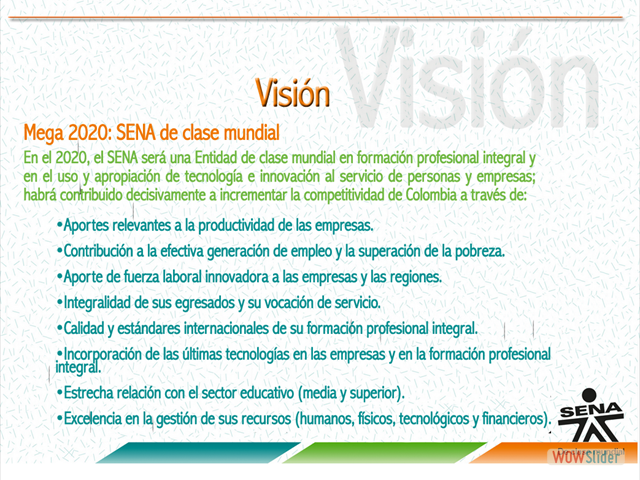 Visión
Visión
Mega 2020: SENA de clase mundial
En el 2020, el SENA será una Entidad de clase mundial en formación profesional integral y
en el uso y apropiación de tecnología e innovación al servicio de personas y empresas;
habrá contribuido decisivamente a incrementar la competitividad de Colombia a través de:
•Aportes relevantes a la productividad de las empresas.
•Contribución a la efectiva generación de empleo y la superación de la pobreza.
•Aporte de fuerza laboral innovadora a las empresas y las regiones.
•Integralidad de sus egresados y su vocación de servicio.
•Calidad y estándares internacionales de su formación profesional integral.
•Incorporación de las últimas tecnologías en las empresas y en la formación profesional
integral.
•Estrecha relación con el sector educativo (media y superior).
•Excelencia en la gestión de sus recursos (humanos, físicos, tecnológicos y financieros).
SENA
WOWSlider